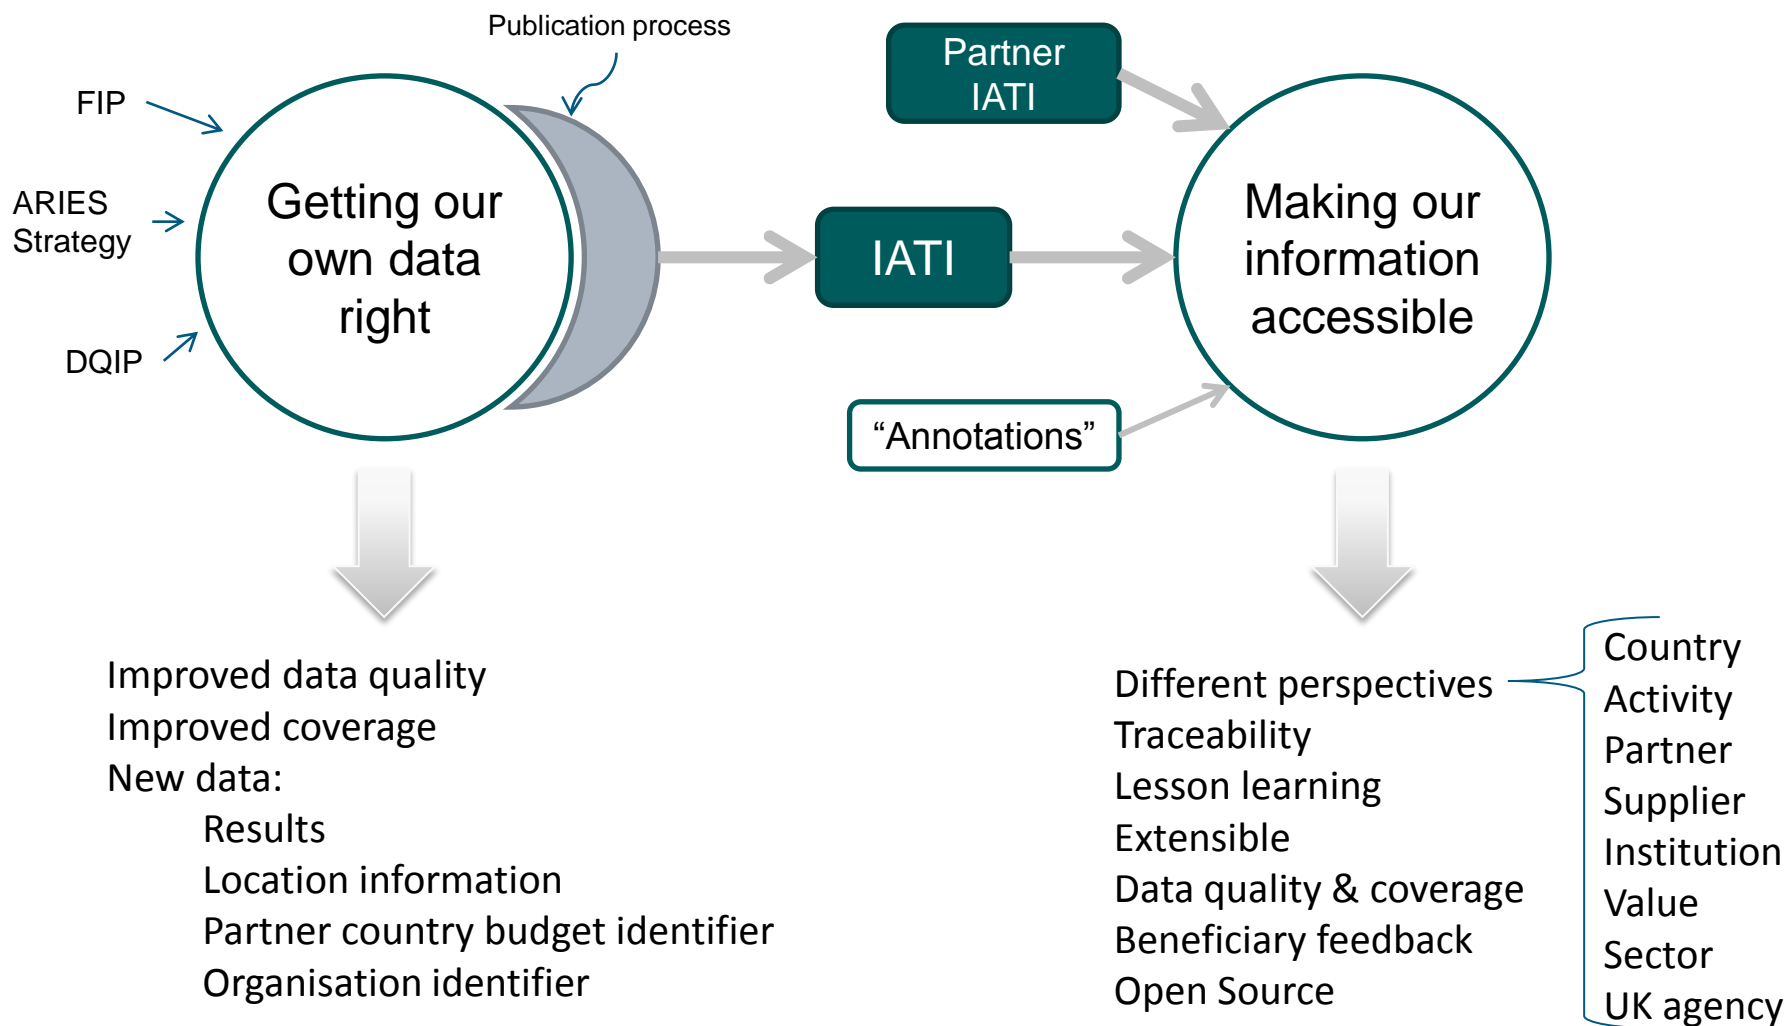 Publication process
FIP
ARIES
Strategy
DQIP
Getting our
own data
right
Partner
IATI
IATI
“Annotations”
Making our
information
accessible
Improved data quality
Improved coverage
New data:
Results
Location information
Partner country budget identifier
Organisation identifier
Different perspectives
Traceability
Lesson learning
Extensible
Data quality & coverage
Beneficiary feedback
Open Source
Country
Activity
Partner
Supplier
Institution
Value
Sector
UK agency